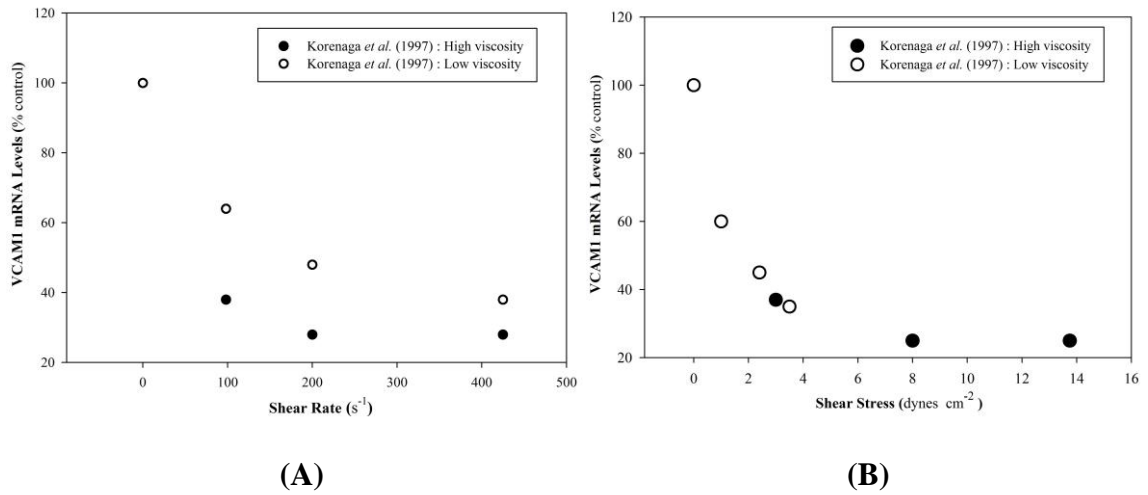 120
100
80
60
40
20
VCAM1 mRNA Levels (% control)
Korenaga et al. (1997) : High viscosity
Korenaga et al. (1997) : Low viscosity
0 100 200 300 400 500
Shear Rate (s-1)
(A)
120
100
80
60
40
20
VCAM1 mRNA Levels (% control)
Korenaga et al. (1997) : High viscosity
Korenaga et al. (1997) : Low viscosity
0 2 4 6 8 10 12 14 16
Shear Stress (dynes cm-2)
(B)